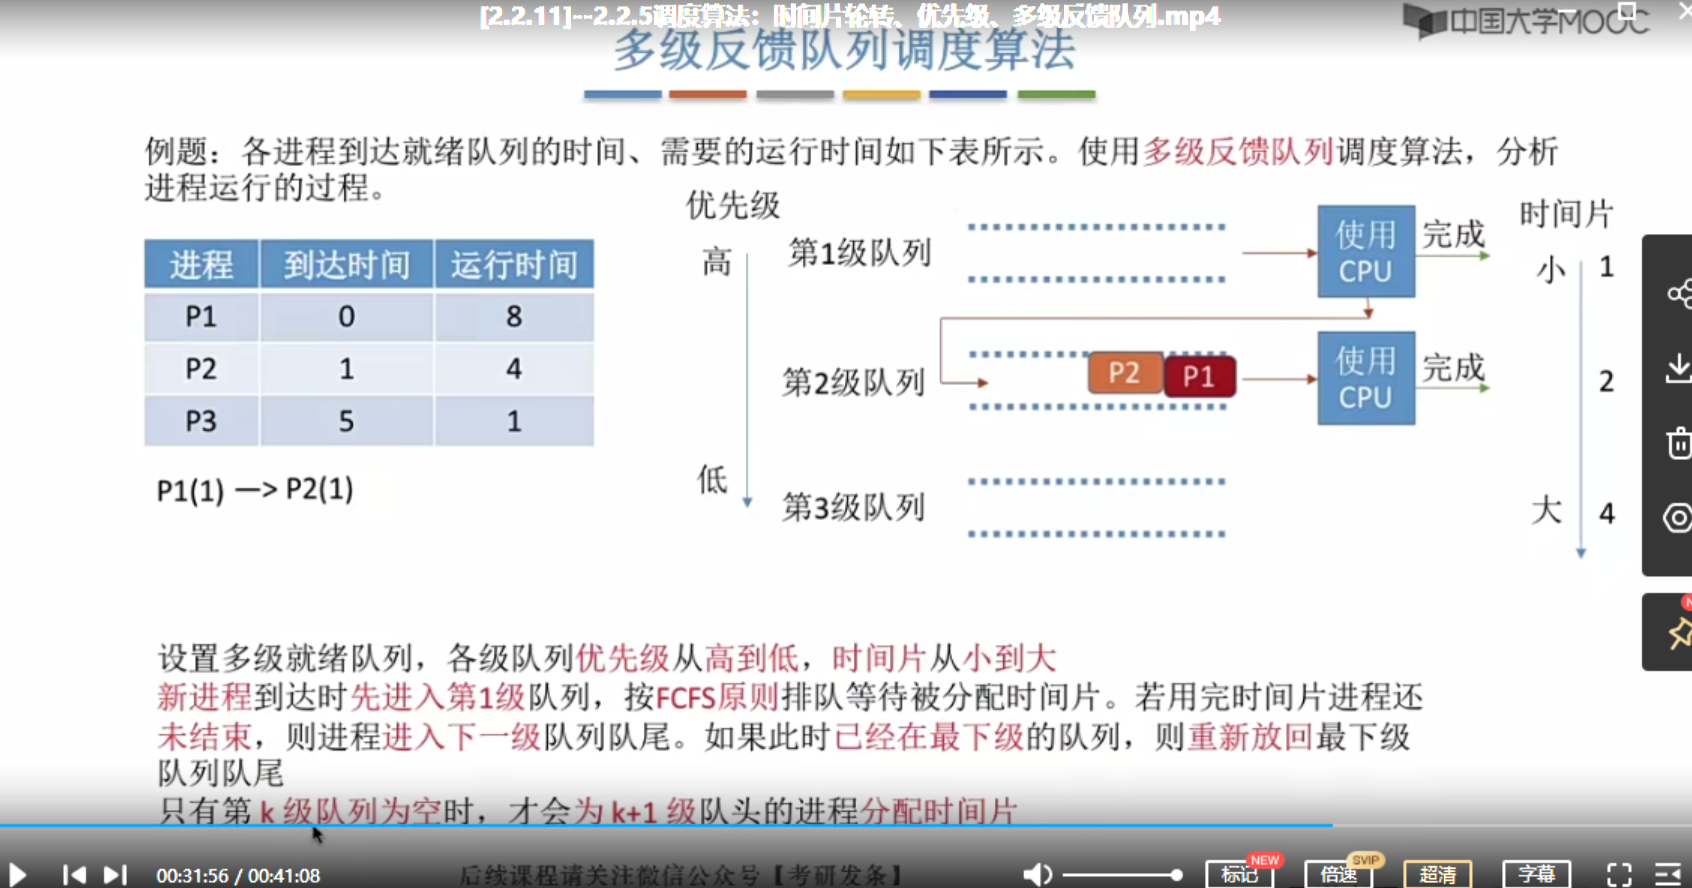 [2.2.11]--2.2.5调度算法：时间片轮转、优先级、多级反馈队列.mp4
中国大学MOOC
多级反馈队列调度算法
例题：各进程到达就绪队列的时间、需要的运行时间如下表所示。使用多级反馈队列调度算法，分析
进程运行的过程。
进程 到达时间 运行时间
P1 0 8
P2 1 4
P3 5 1
P1(1) —> P2(1)
优先级
高
低
第1级队列
使用
CPU
完成
第2级队列
P2 P1
使用
CPU
完成
第3级队列
时间片
小 1
2
大 4
设置多级就绪队列，各级队列优先级从高到低，时间片从小到大
新进程到达时先进入第1级队列，按FCFS原则排队等待被分配时间片。若用完时间片进程还
未结束，则进程进入下一级队列队尾。如果此时已经在最下级的队列，则重新放回最下级
队列队尾
只有第 k 级队列为空时，才会为 k+1 级队头的进程分配时间片
后续课程请关注微信公众号【考研发条】
00:31:56 / 00:41:08
标记 NEW
倍速 SVIP
超清
字幕